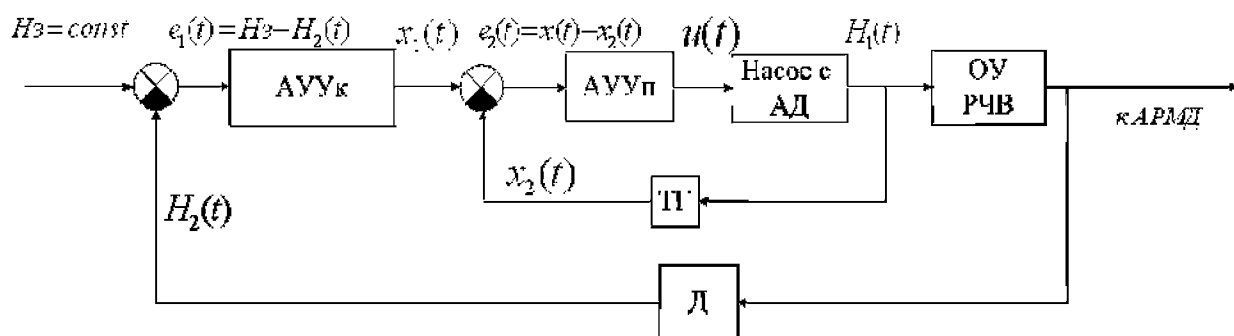 Hз=const
e₁(t)=Hз−H₂(t)
x₁(t)
e₂(t)=x(t)−x₂(t)
u(t)
H₁(t)
АУУк
АУУп
Насос с
АД
ОУ
РЧВ
к АРМД
x₂(t)
ТГ
H₂(t)
Д